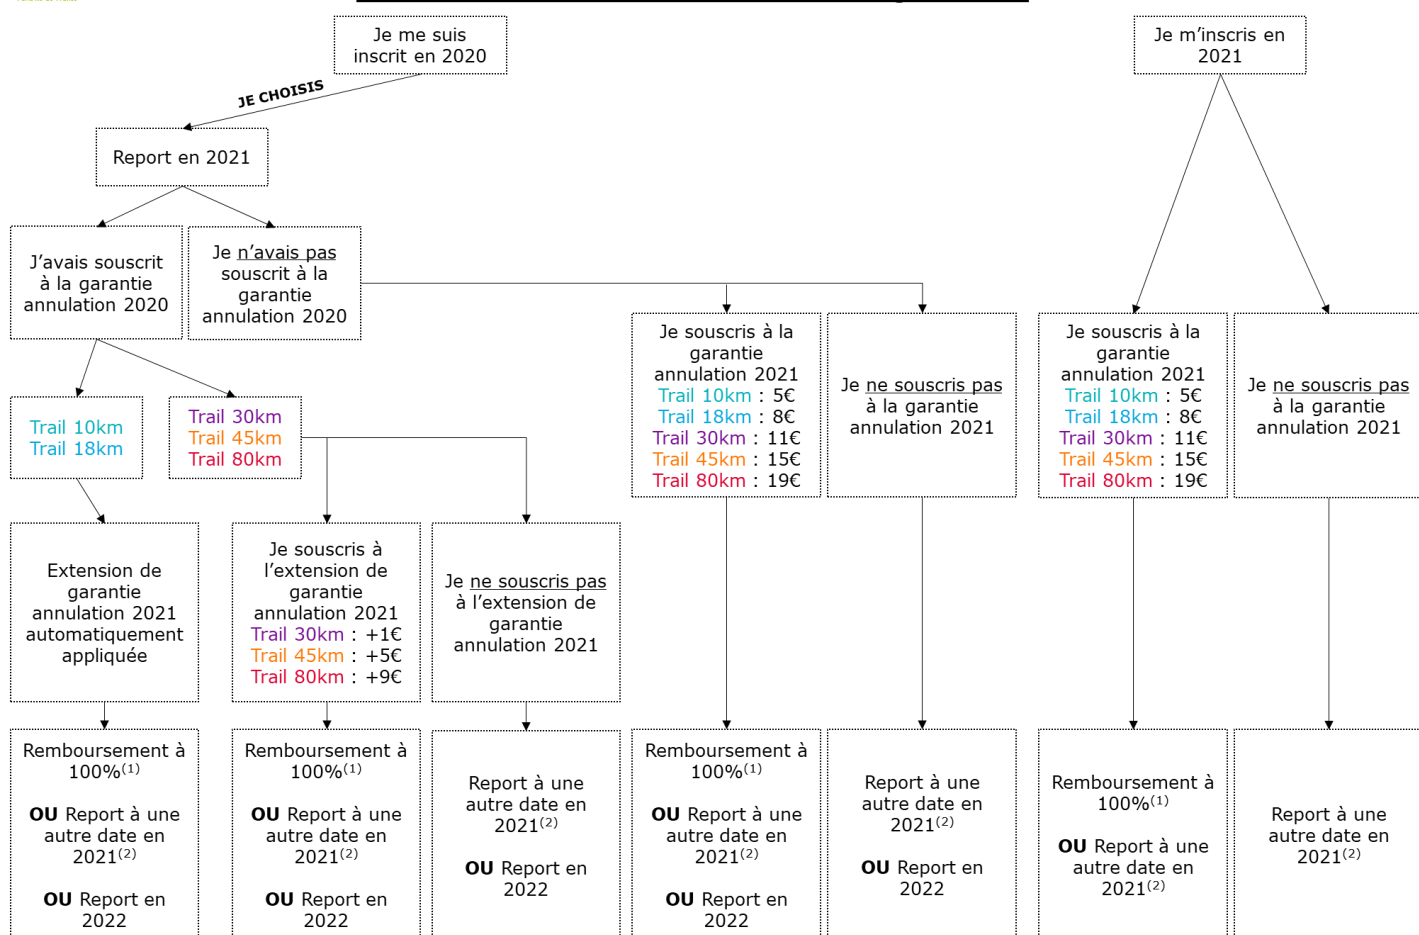 Je me suis
inscrit en 2020
Je m’inscris en
2021
JE CHOISIS
Report en 2021
J’avais souscrit
à la garantie
annulation 2020
Je n’avais pas
souscrit à la
garantie
annulation 2020
Je souscris à la
garantie
annulation 2021
Trail 10km : 5€
Trail 18km : 8€
Trail 30km : 11€
Trail 45km : 15€
Trail 80km : 19€
Je ne souscris pas
à la garantie
annulation 2021
Je souscris à la
garantie
annulation 2021
Trail 10km : 5€
Trail 18km : 8€
Trail 30km : 11€
Trail 45km : 15€
Trail 80km : 19€
Je ne souscris pas
à la garantie
annulation 2021
Trail 10km
Trail 18km
Trail 30km
Trail 45km
Trail 80km
Extension de
garantie
annulation 2021
automatiquement
appliquée
Je souscris à
l’extension de
garantie
annulation 2021
Trail 30km : +1€
Trail 45km : +5€
Trail 80km : +9€
Je ne souscris pas
à l’extension de
garantie
annulation 2021
Remboursement à
100%(1)
OU Report à une
autre date en
2021(2)
OU Report en
2022
Remboursement à
100%(1)
OU Report à une
autre date en
2021(2)
OU Report en
2022
Report à une
autre date en
2021(2)
OU Report en
2022
Remboursement à
100%(1)
OU Report à une
autre date en
2021(2)
OU Report en
2022
Report à une
autre date en
2021(2)
OU Report en
2022
Remboursement à
100%(1)
OU Report à une
autre date en
2021(2)
Report à une
autre date en
2021(2)